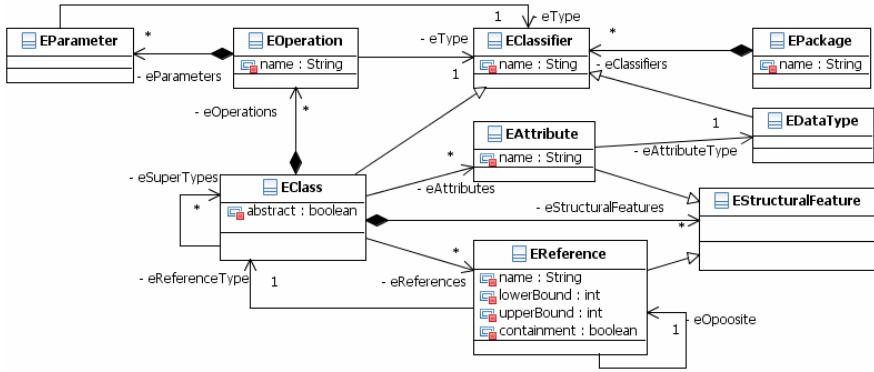 1
- eType
EParameter
*
EOperation
name : String
- eType
1
EClassifier
name : Sting
*
EPackage
name : String
- eParameters
- eClassifiers
- eOperations
*
EAttribute
name : String
1
- eAttributeType
EDataType
- eSuperTypes
*
EClass
abstract : boolean
*
- eAttributes
- eStructuralFeatures
*
EStructuralFeature
- eReferenceType
1
*
- eReferences
EReference
name : String
lowerBound : int
upperBound : int
containment : boolean
1
- eOpoosite